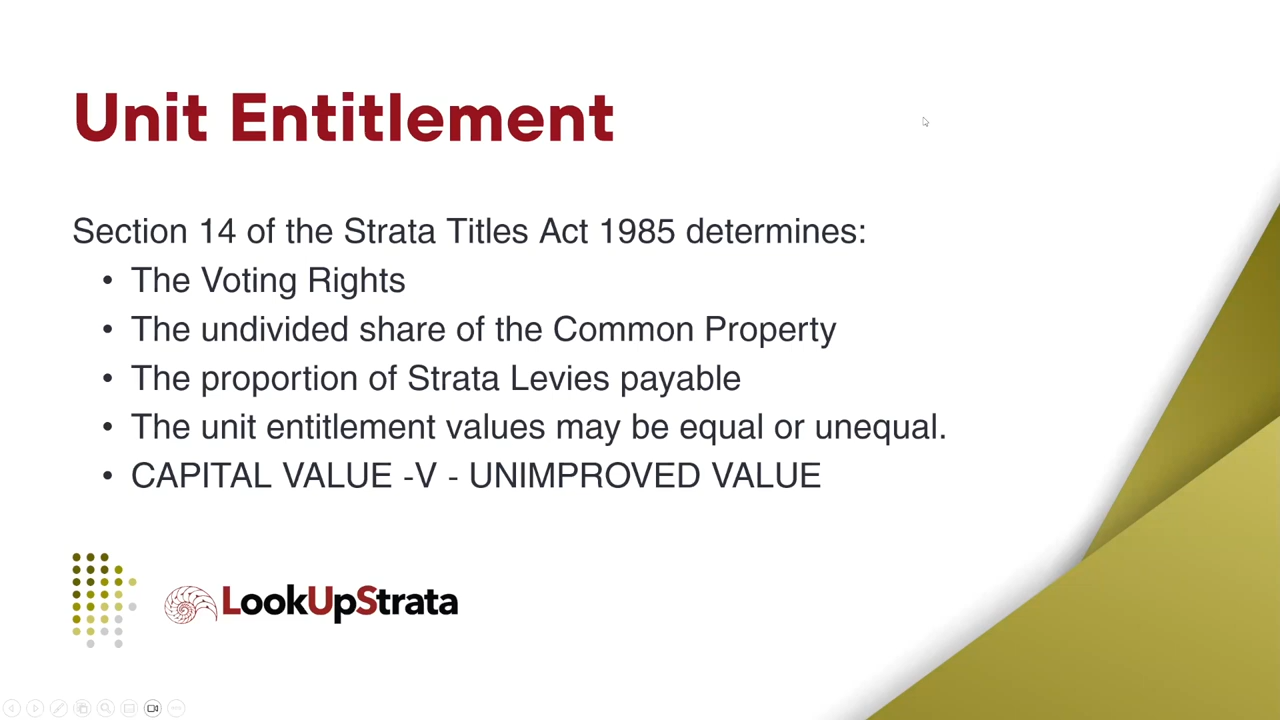 Unit Entitlement
Section 14 of the Strata Titles Act 1985 determines:
• The Voting Rights
• The undivided share of the Common Property
• The proportion of Strata Levies payable
• The unit entitlement values may be equal or unequal.
• CAPITAL VALUE -V - UNIMPROVED VALUE
LookUpStrata